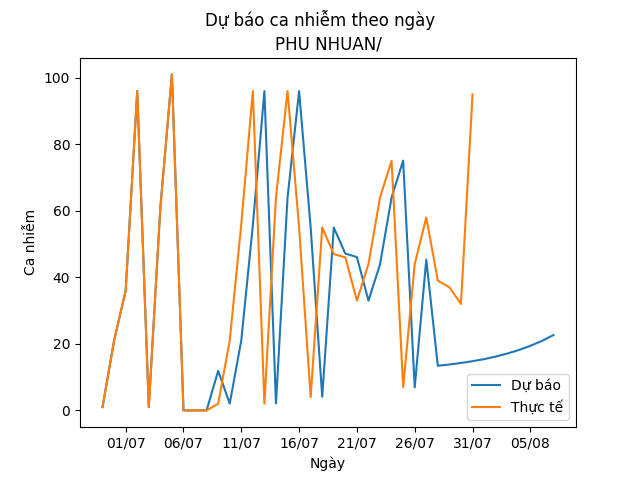 Dự báo ca nhiễm theo ngày
PHU NHUAN/
100
80
60
40
20
0
Ca nhiễm
01/07 06/07 11/07 16/07 21/07 26/07 31/07 05/08
Ngày
Dự báo
Thực tế